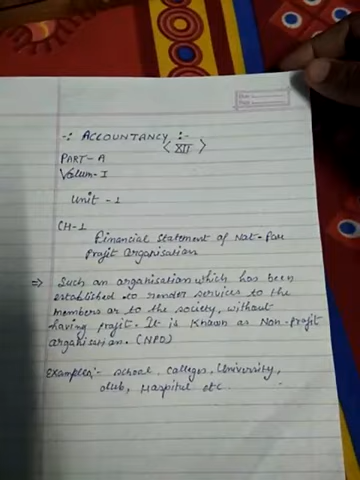 -: ACCOUNTANCY :-
< XII >
PART-A
Volum-I
Unit -1
CH-1
Financial Statement of Not-For
Profit Organisation
⇒ Such an organisation which has been
established to render services to the
members or to the society, without
having profit. It is Known as Non-Profit
organisation. (NPO)
Examples:- school, colleges, University,
club, Hospital etc.